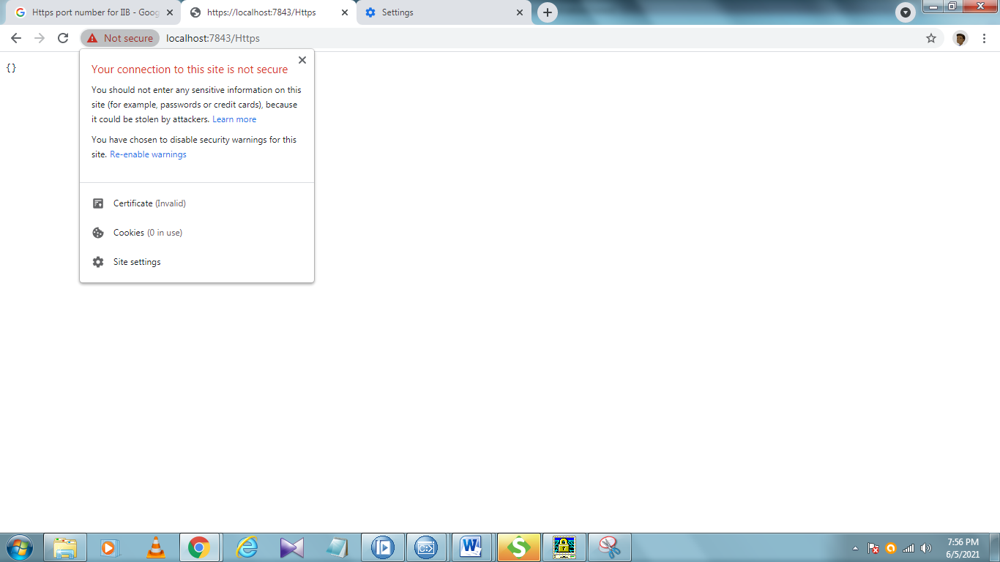 Https port number for IIB - Goog
https://localhost:7843/Https
Settings
Not secure
localhost:7843/Https
{}
Your connection to this site is not secure
You should not enter any sensitive information on this
site (for example, passwords or credit cards), because
it could be stolen by attackers. Learn more
You have chosen to disable security warnings for this
site. Re-enable warnings
Certificate (Invalid)
Cookies (0 in use)
Site settings
7:56 PM
6/5/2021